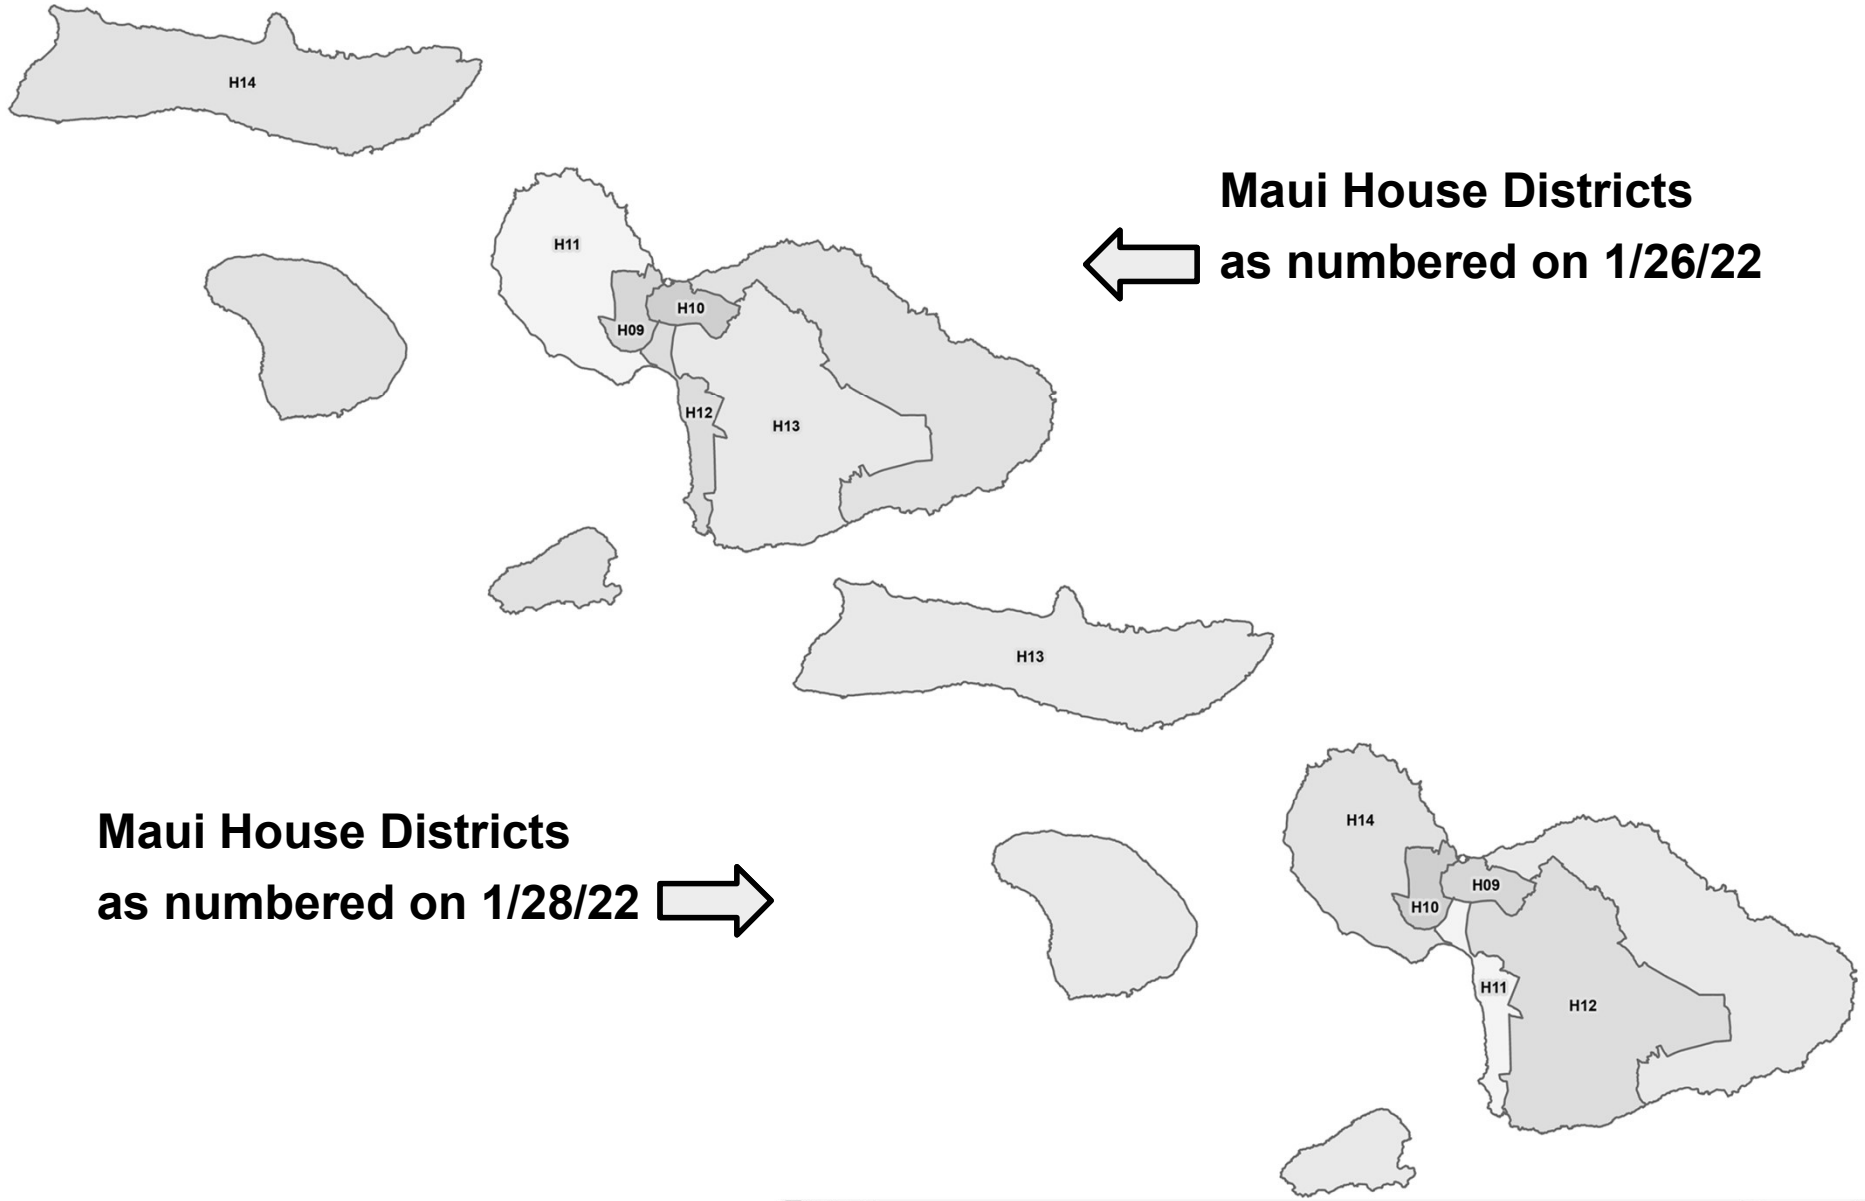 H14
Maui House Districts
as numbered on 1/26/22
H11
H10
H09
H12
H13
H13
Maui House Districts
as numbered on 1/28/22
H14
H09
H10
H11
H12